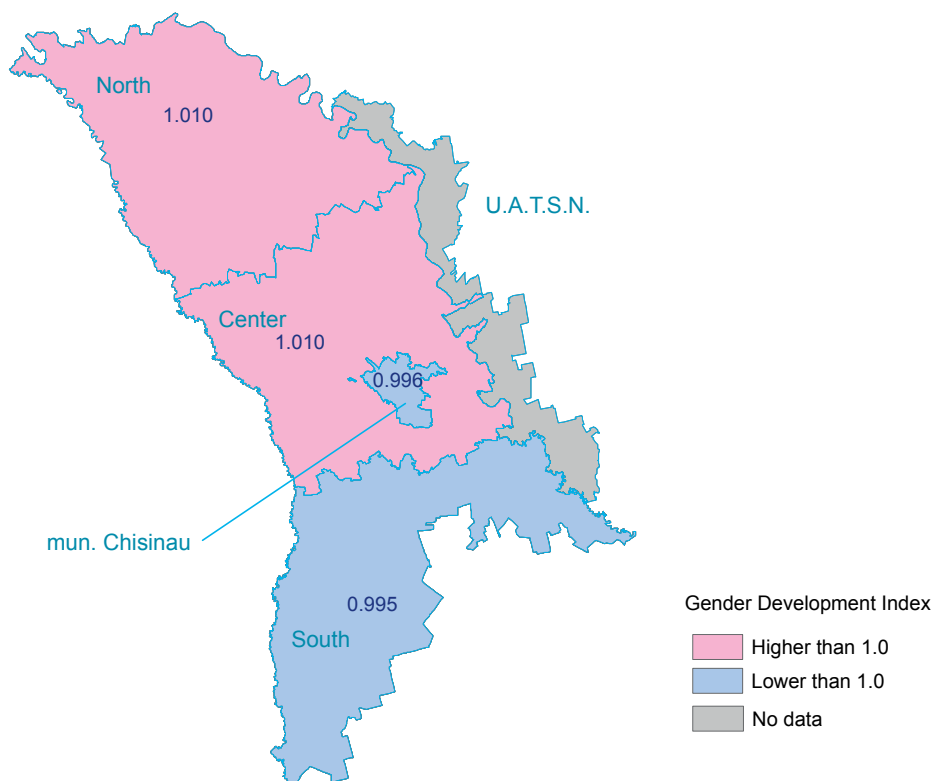 North
1.010
U.A.T.S.N.
Center
1.010
0.996
mun. Chisinau
0.995
South
Gender Development Index
Higher than 1.0
Lower than 1.0
No data